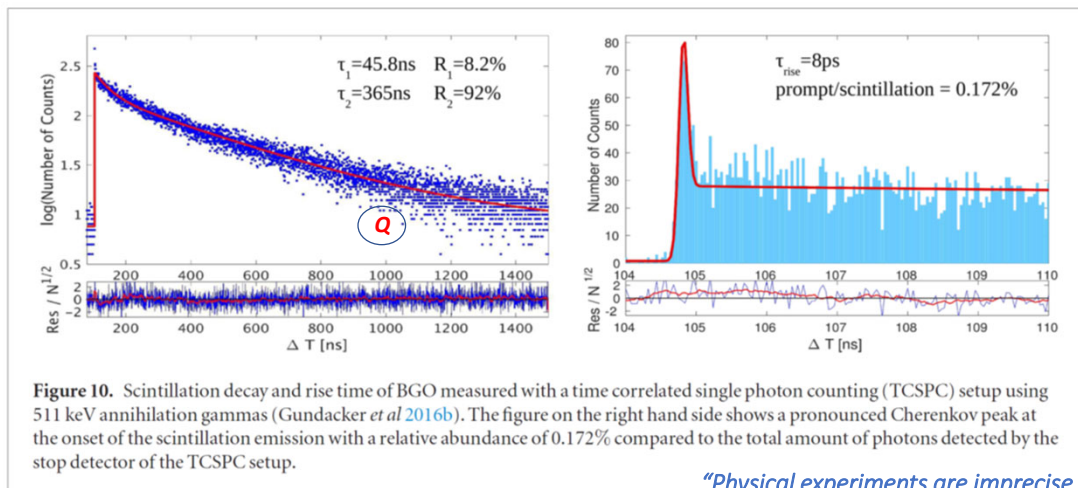 log(Number of Counts)
2.5
2
1.5
1
0.5
τ1=45.8ns R1=8.2%
τ2=365ns R2=92%
Q
200 400 600 800 1000 1200 1400
Res / N^1/2
2
0
-2
200 400 600 800 1000 1200 1400
Δ T [ns]
Number of Counts
80
70
60
50
40
30
20
10
0
τrise=8ps
prompt/scintillation = 0.172%
104 105 106 107 108 109 110
Res / N^1/2
2
0
-2
104 105 106 107 108 109 110
Δ T [ns]
Figure 10. Scintillation decay and rise time of BGO measured with a time correlated single photon counting (TCSPC) setup using
511 keV annihilation gammas (Gundacker et al 2016b). The figure on the right hand side shows a pronounced Cherenkov peak at
the onset of the scintillation emission with a relative abundance of 0.172% compared to the total amount of photons detected by the
stop detector of the TCSPC setup.
“Physical experiments are imprecise